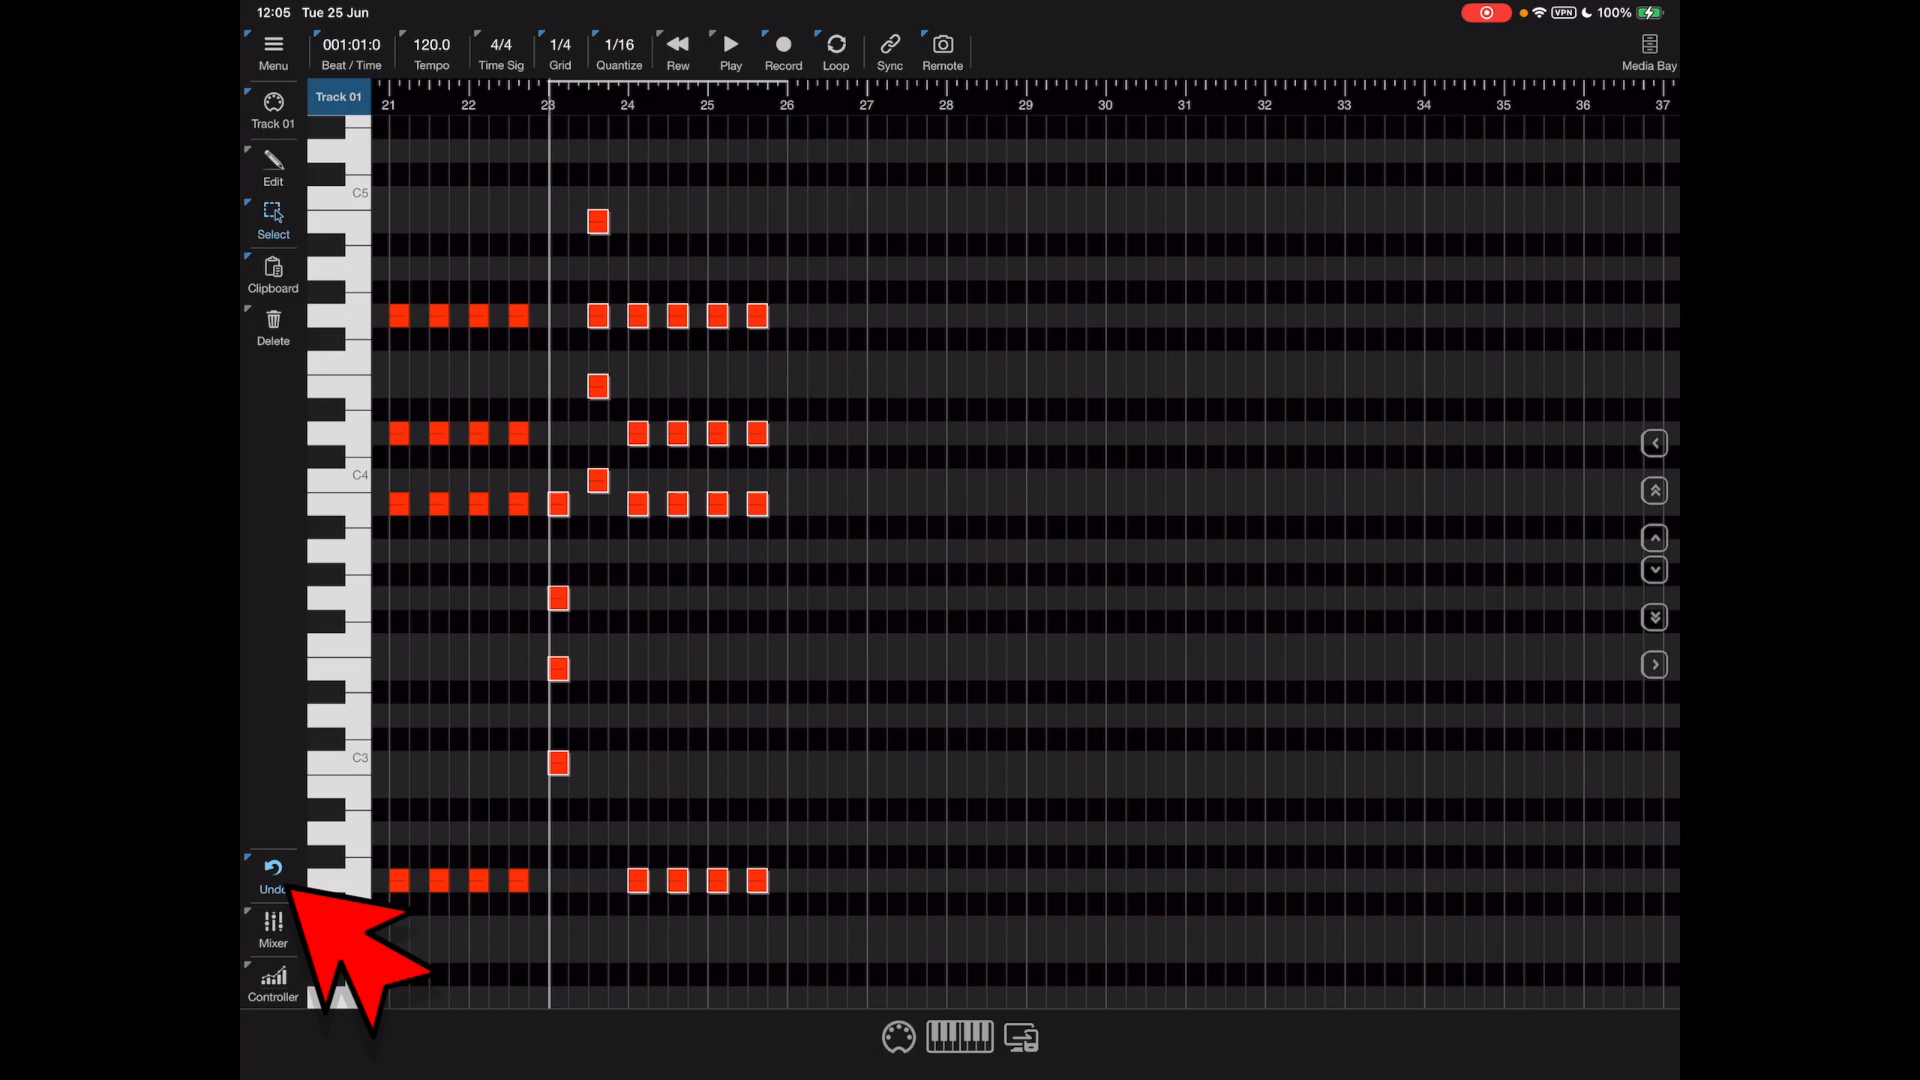 12:05 Tue 25 Jun
VPN 100%
Menu
001:01:0
Beat / Time
120.0
Tempo
4/4
Time Sig
1/4
Grid
1/16
Quantize
Rew
Play
Record
Loop
Sync
Remote
Media Bay
Track 01
21 22 23 24 25 26 27 28 29 30 31 32 33 34 35 36 37
Track 01
Edit
Select
Clipboard
Delete
C5
C4
C3
Undo
Mixer
Controller